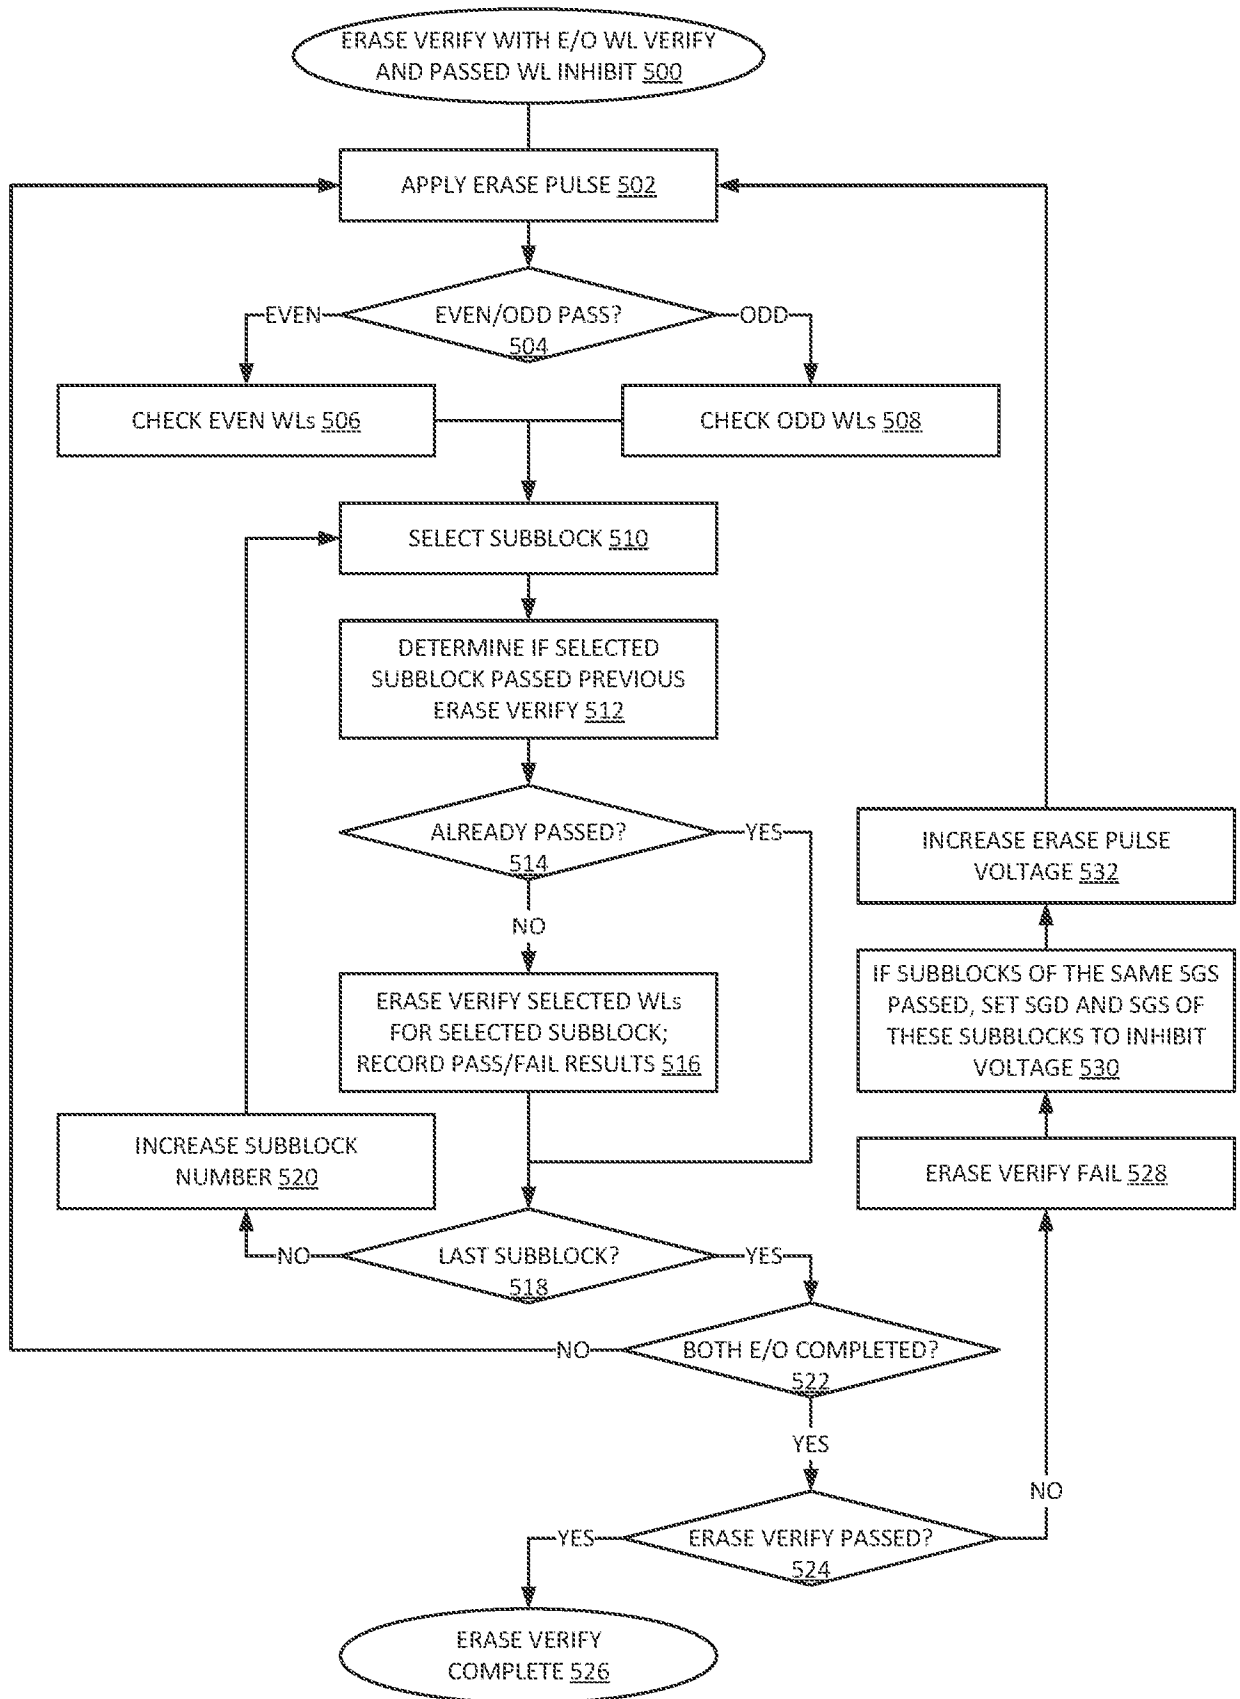 ERASE VERIFY WITH E/O WL VERIFY
AND PASSED WL INHIBIT 500
APPLY ERASE PULSE 502
EVEN
EVEN/ODD PASS?
504
ODD
CHECK EVEN WLs 506
CHECK ODD WLs 508
SELECT SUBBLOCK 510
DETERMINE IF SELECTED
SUBBLOCK PASSED PREVIOUS
ERASE VERIFY 512
ALREADY PASSED?
514
YES
NO
ERASE VERIFY SELECTED WLs
FOR SELECTED SUBBLOCK;
RECORD PASS/FAIL RESULTS 516
INCREASE SUBBLOCK
NUMBER 520
NO
LAST SUBBLOCK?
518
YES
NO
BOTH E/O COMPLETED?
522
YES
YES
ERASE VERIFY PASSED?
524
NO
ERASE VERIFY
COMPLETE 526
ERASE VERIFY FAIL 528
IF SUBBLOCKS OF THE SAME SGS
PASSED, SET SGD AND SGS OF
THESE SUBBLOCKS TO INHIBIT
VOLTAGE 530
INCREASE ERASE PULSE
VOLTAGE 532